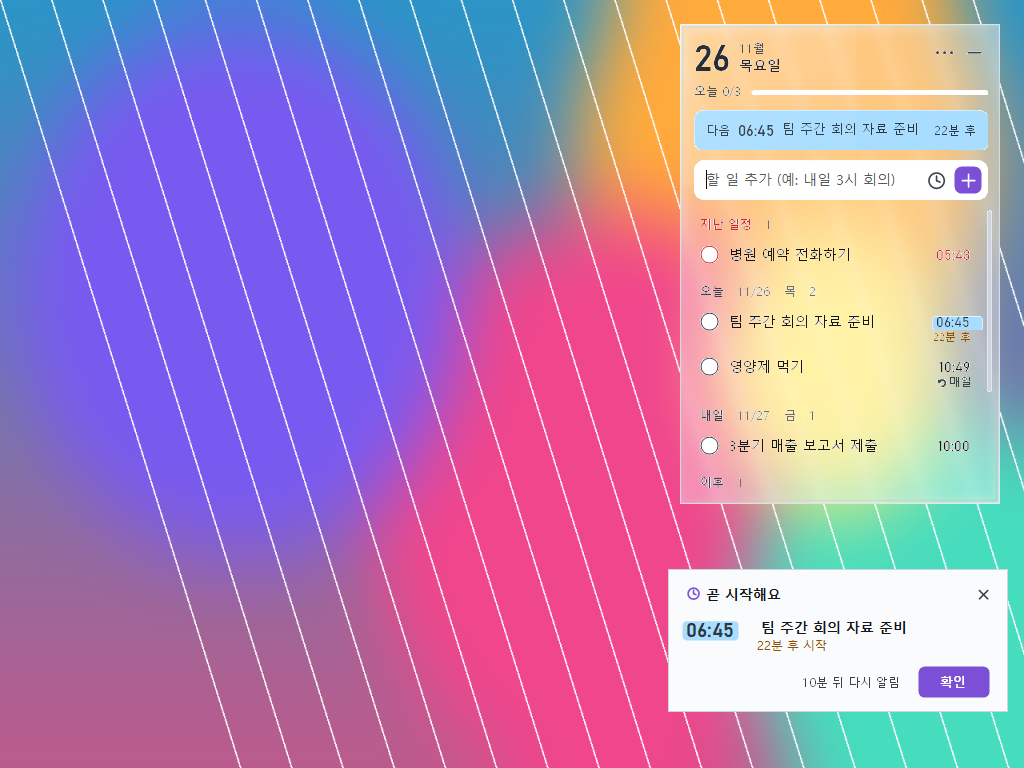 26
11월
목요일
오늘 0/3
다음 06:45 팀 주간 회의 자료 준비 22분 후
할 일 추가 (예: 내일 3시 회의)
지난 일정 1
병원 예약 전화하기 05:43
오늘 11/26 목 2
팀 주간 회의 자료 준비 06:45
22분 후
영양제 먹기 10:49
매일
내일 11/27 금 1
3분기 매출 보고서 제출 10:00
이후 1
곧 시작해요
06:45 팀 주간 회의 자료 준비
22분 후 시작
10분 뒤 다시 알림 확인